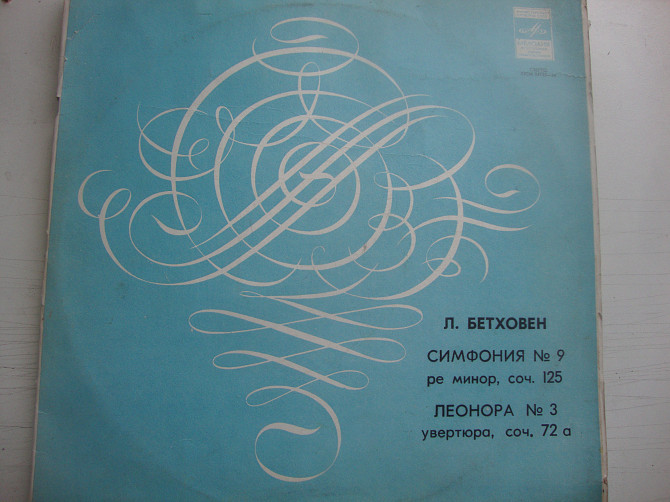 Л. БЕТХОВЕН
СИМФОНИЯ № 9
ре минор, соч. 125
ЛЕОНОРА № 3
увертюра, соч. 72 а